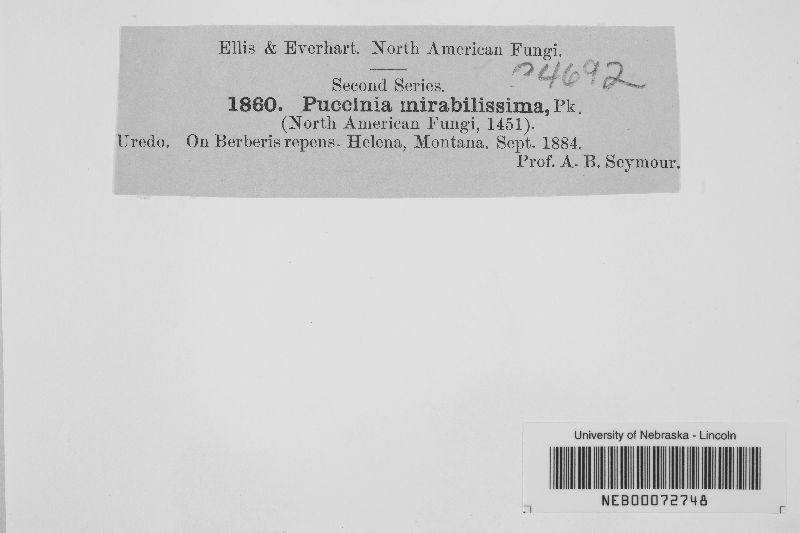 Ellis & Everhart. North American Fungi.
24692
Second Series.
1860. Puccinia mirabilissima, Pk.
(North American Fungi, 1451).
Uredo. On Berberis repens. Helena, Montana. Sept. 1884.
Prof. A. B. Seymour.
University of Nebraska - Lincoln
NEB00072748